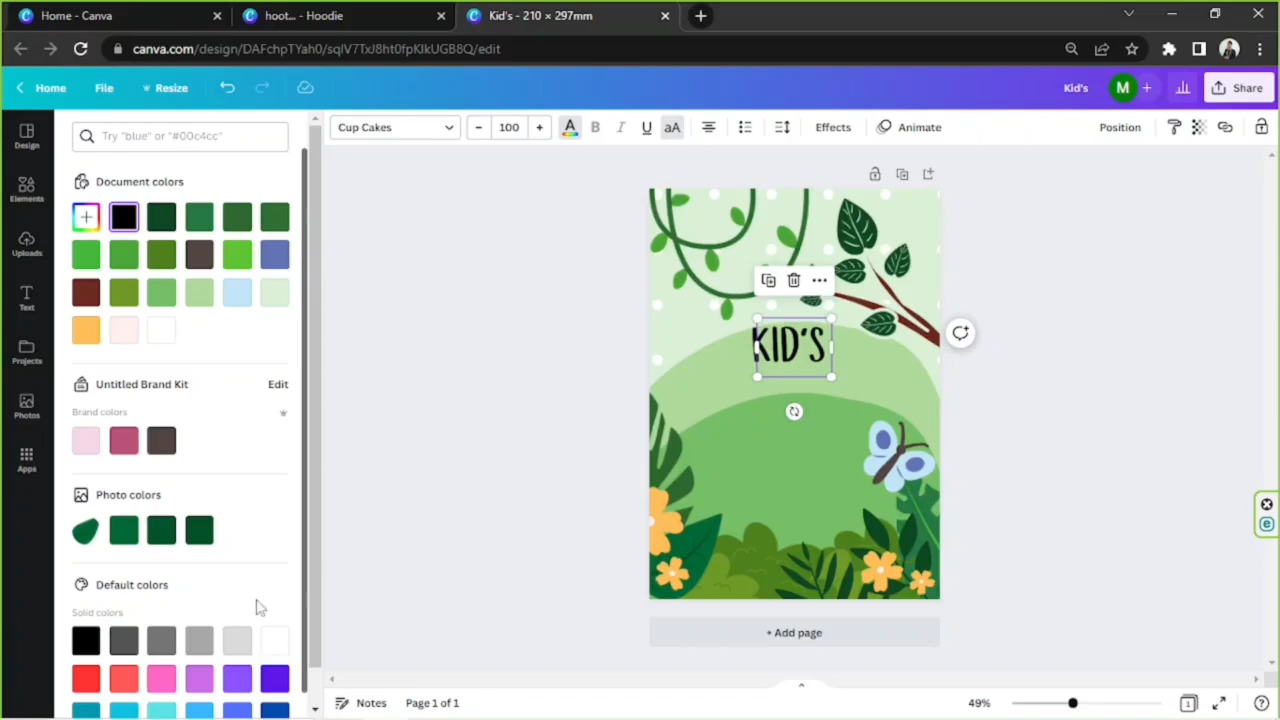 Home - Canva
hoot... - Hoodie
Kid's - 210 × 297mm
canva.com/design/DAFchpTYah0/sqlV7TxJ8ht0fpKlkUGB8Q/edit
Home
File
Resize
Kid's
M
+
Share
Design
Elements
Uploads
Text
Projects
Photos
Apps
Try "blue" or "#00c4cc"
Document colors
Untitled Brand Kit
Edit
Brand colors
Photo colors
Default colors
Solid colors
Cup Cakes
– 100 +
A
B
I
U
aA
Effects
Animate
Position
KID'S
+ Add page
Notes
Page 1 of 1
49%
1